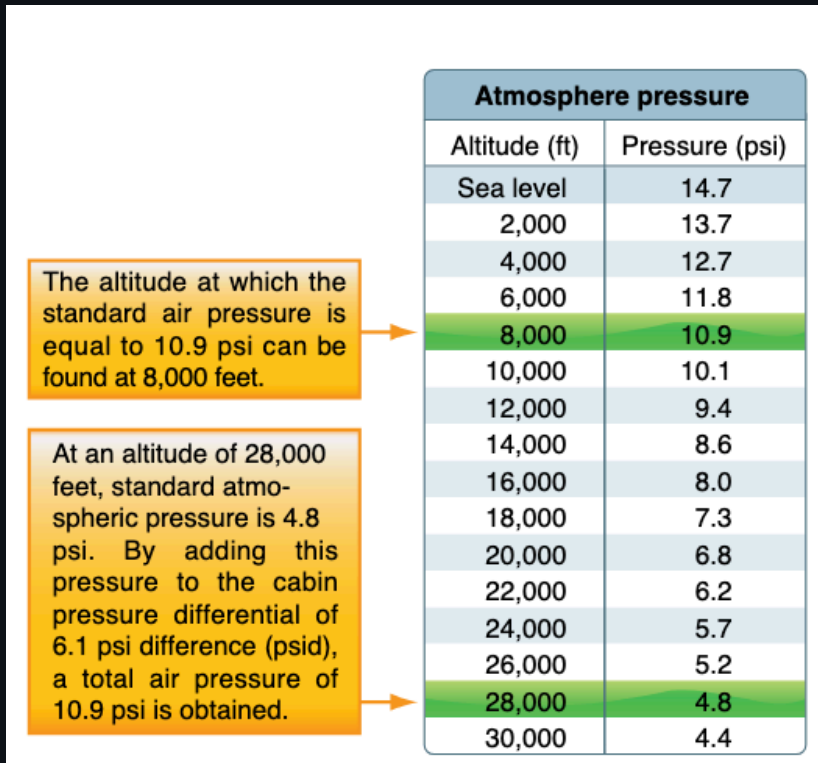 Atmosphere pressure
Altitude (ft) Pressure (psi)
Sea level 14.7
2,000 13.7
4,000 12.7
6,000 11.8
8,000 10.9
10,000 10.1
12,000 9.4
14,000 8.6
16,000 8.0
18,000 7.3
20,000 6.8
22,000 6.2
24,000 5.7
26,000 5.2
28,000 4.8
30,000 4.4
The altitude at which the
standard air pressure is
equal to 10.9 psi can be
found at 8,000 feet.
At an altitude of 28,000
feet, standard atmo-
spheric pressure is 4.8
psi. By adding this
pressure to the cabin
pressure differential of
6.1 psi difference (psid),
a total air pressure of
10.9 psi is obtained.